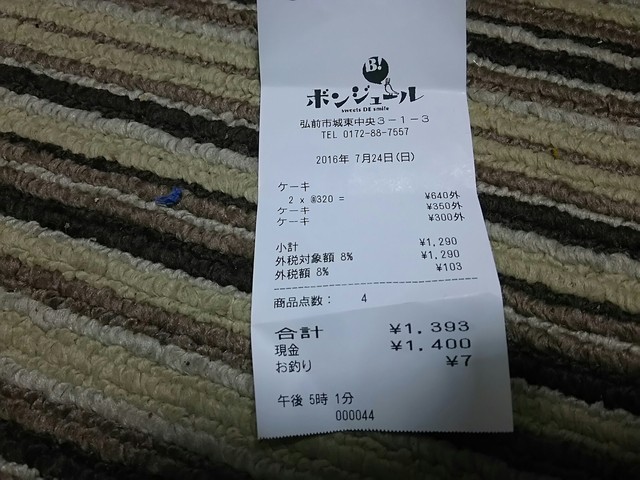 B!
ボンジュール
sweets DE smile
弘前市城東中央3-1-3
TEL 0172-88-7557
2016年 7月24日(日)
ケーキ
2 x @320 = ¥640外
ケーキ ¥350外
ケーキ ¥300外
小計 ¥1,290
外税対象額 8% ¥1,290
外税額 8% ¥103
商品点数: 4
合計 ¥1,393
現金 ¥1,400
お釣り ¥7
午後 5時 1分
000044